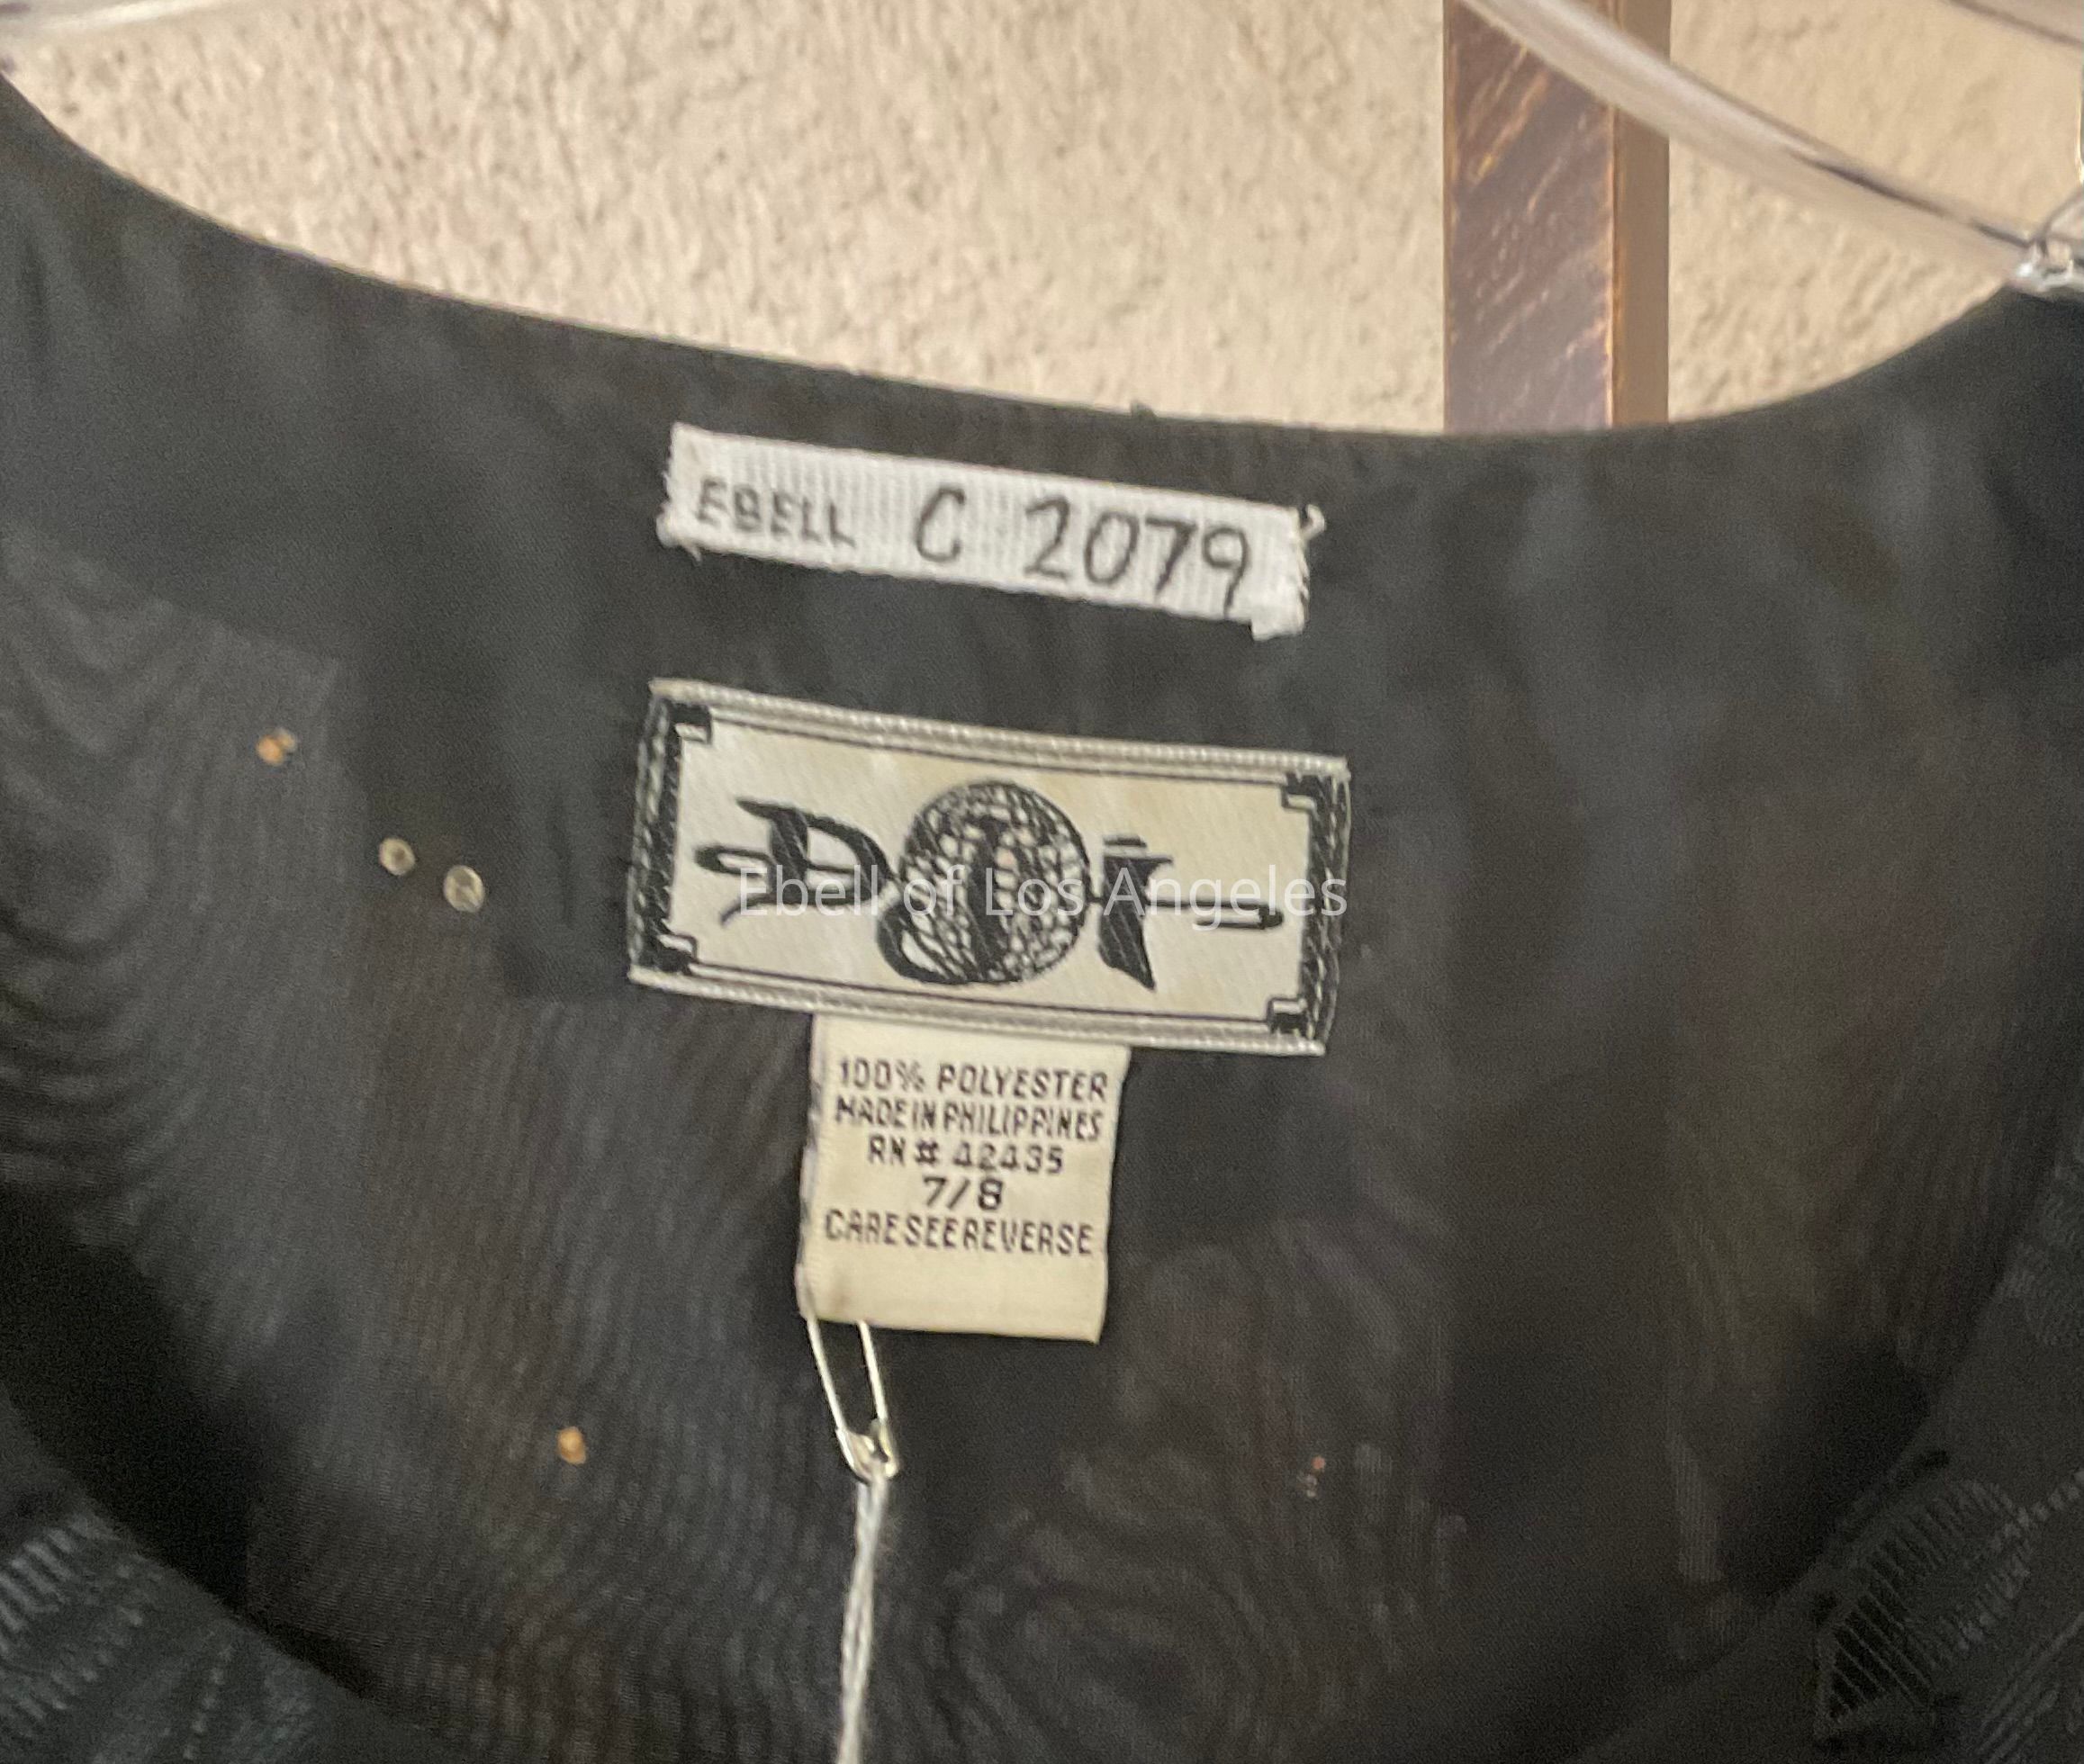 EBELL C 2079
Ebell of Los Angeles
100% POLYESTER
MADE IN PHILIPPINES
RN # 42435
7/8
CARE SEE REVERSE